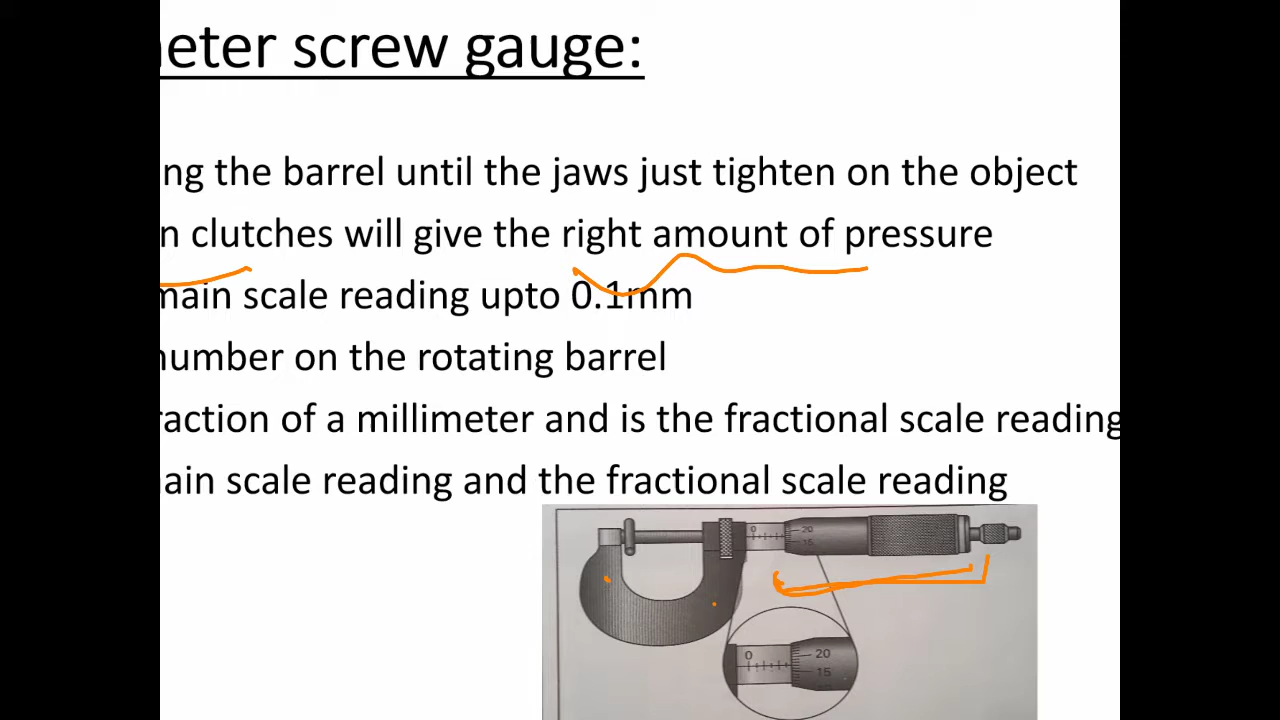 eter screw gauge:
ng the barrel until the jaws just tighten on the object
n clutches will give the right amount of pressure
main scale reading upto 0.1mm
number on the rotating barrel
raction of a millimeter and is the fractional scale reading
ain scale reading and the fractional scale reading
0
20
15
0
20
15